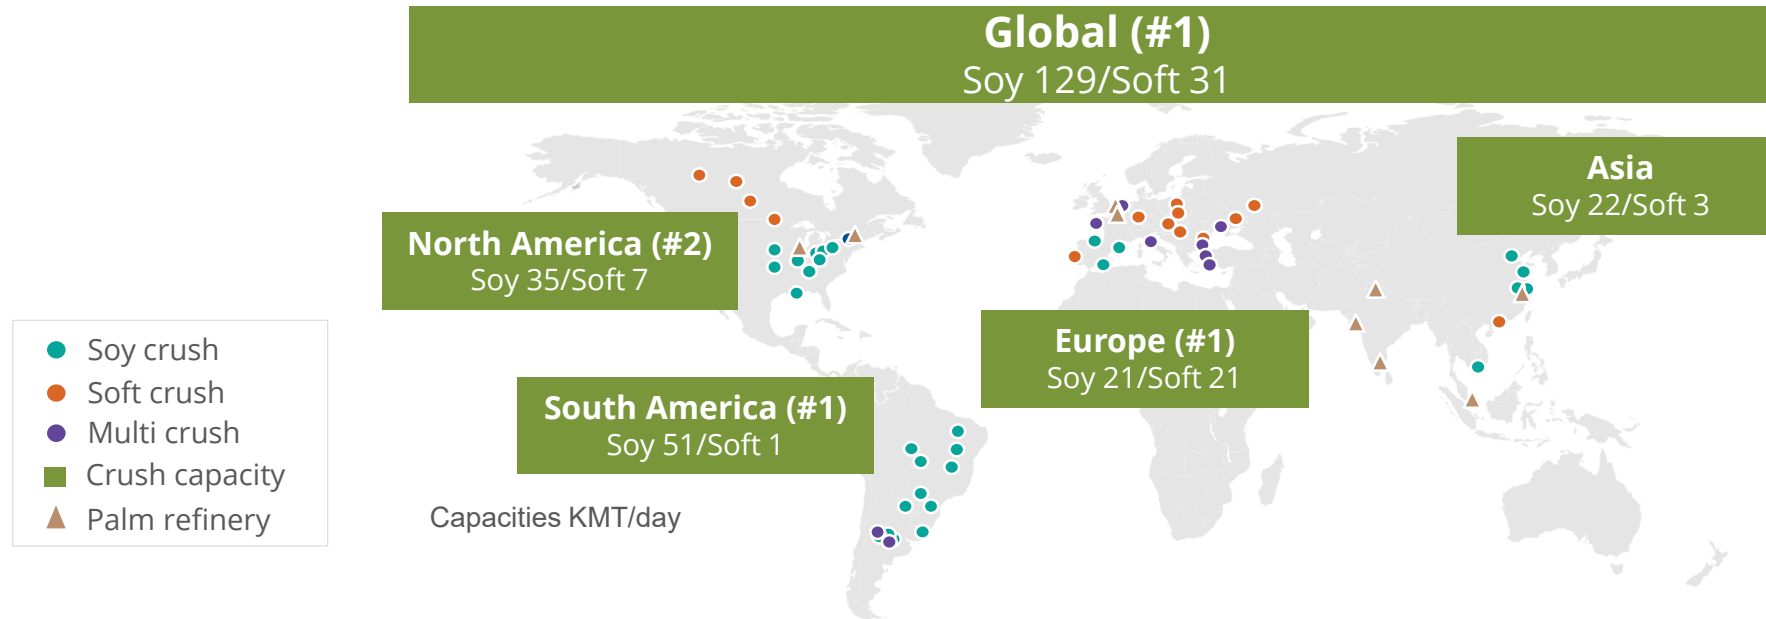 Global (#1)
Soy 129/Soft 31
Asia
Soy 22/Soft 3
North America (#2)
Soy 35/Soft 7
Europe (#1)
Soy 21/Soft 21
South America (#1)
Soy 51/Soft 1
Capacities KMT/day
Soy crush
Soft crush
Multi crush
Crush capacity
Palm refinery